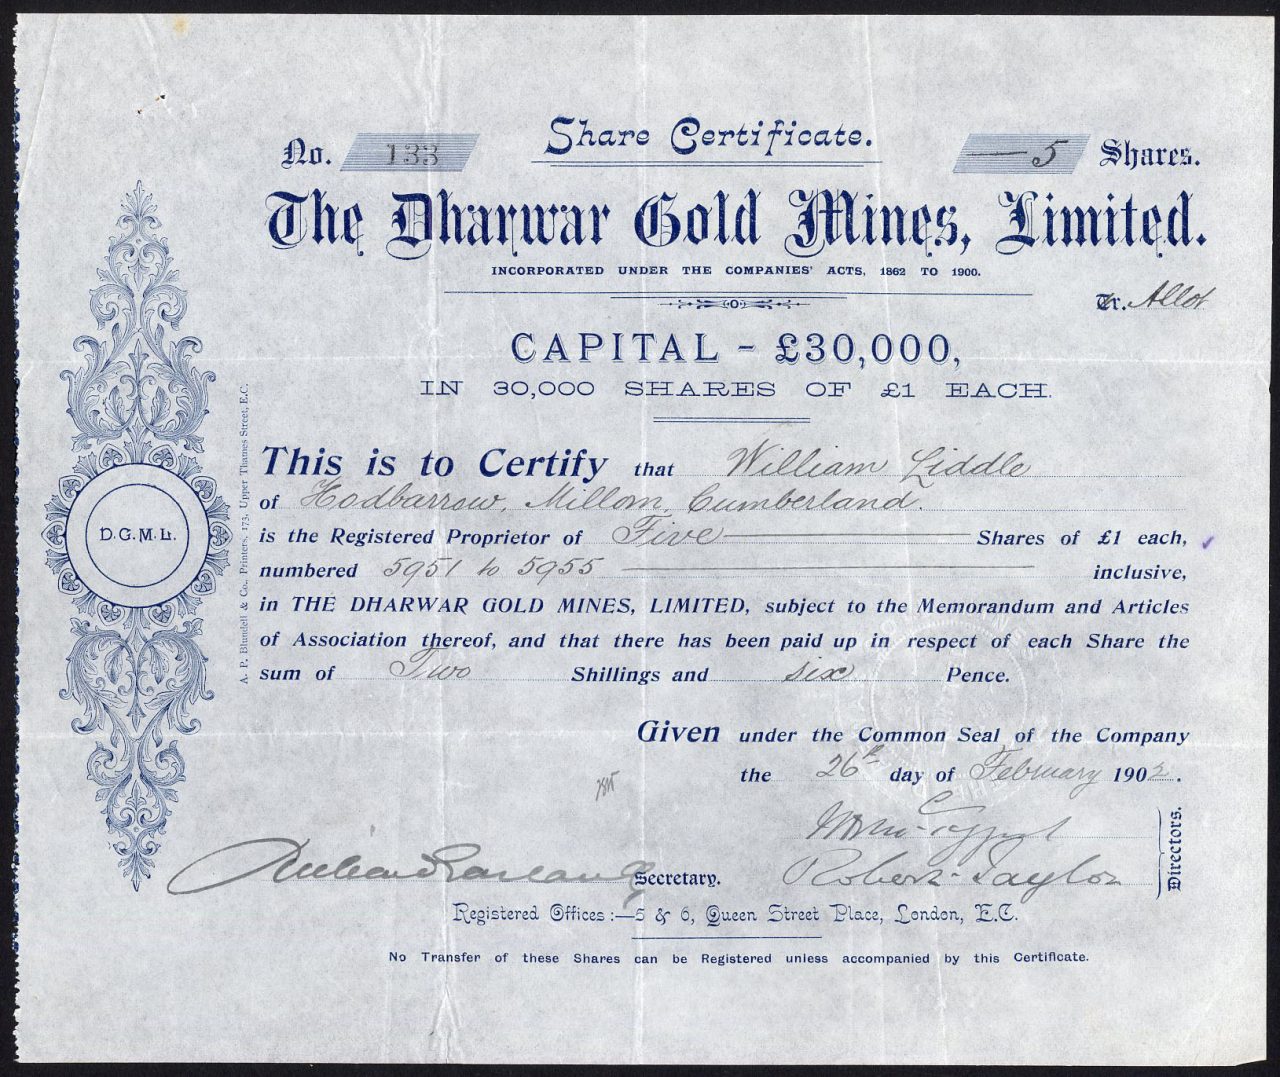 Share Certificate.
No. 133
5 Shares.
The Dharwar Gold Mines, Limited.
INCORPORATED UNDER THE COMPANIES' ACTS, 1862 TO 1900.
Tr. Allot
CAPITAL - £30,000,
IN 30,000 SHARES OF £1 EACH.
This is to Certify that William Liddle
of Hodbarrow, Millom, Cumberland.
is the Registered Proprietor of Five Shares of £1 each,
numbered 5951 to 5955 inclusive,
in THE DHARWAR GOLD MINES, LIMITED, subject to the Memorandum and Articles
of Association thereof, and that there has been paid up in respect of each Share the
sum of Two Shillings and six Pence.
Given under the Common Seal of the Company
the 26th day of February 1902.
Robert Taylor
Directors.
Secretary.
Registered Offices:—5 & 6, Queen Street Place, London, E.C.
No Transfer of these Shares can be Registered unless accompanied by this Certificate.
D.G.M.L.
A. P. Blundell & Co., Printers, 173, Upper Thames Street, E.C.